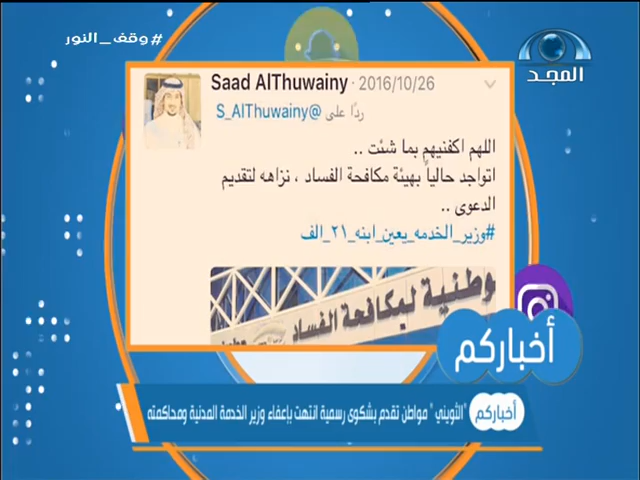 #وقف_النور
المجد
Saad AlThuwainy · 2016/10/26
ردًا على @S_AlThuwainy
اللهم اكفنيهم بما شئت ..
اتواجد حالياً بهيئة مكافحة الفساد ، نزاهه لتقديم
الدعوى ..
#وزير_الخدمه_يعين_ابنه_٢١_الف
وطنية لمكافحة الفساد
أخباركم
أخباركم
"الثويني" مواطن تقدم بشكوى رسمية انتهت بإعفاء وزير الخدمة المدنية ومحاكمته